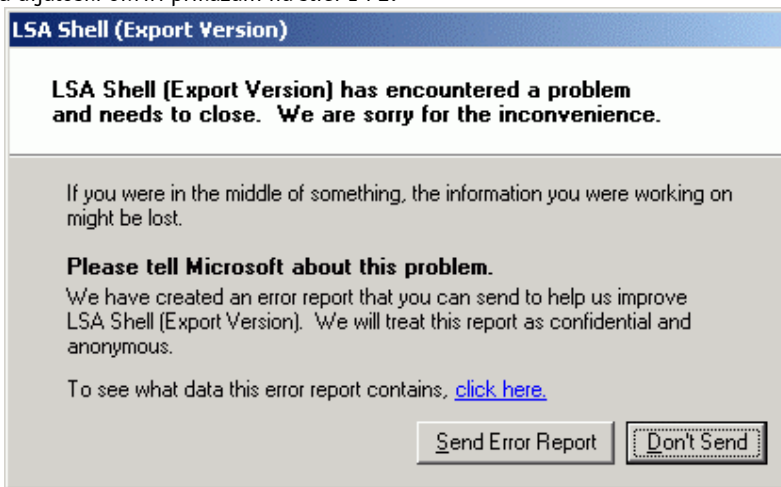 LSA Shell (Export Version)
LSA Shell (Export Version) has encountered a problem
and needs to close. We are sorry for the inconvenience.
If you were in the middle of something, the information you were working on
might be lost.
Please tell Microsoft about this problem.
We have created an error report that you can send to help us improve
LSA Shell (Export Version). We will treat this report as confidential and
anonymous.
To see what data this error report contains, click here.
Send Error Report
Don't Send